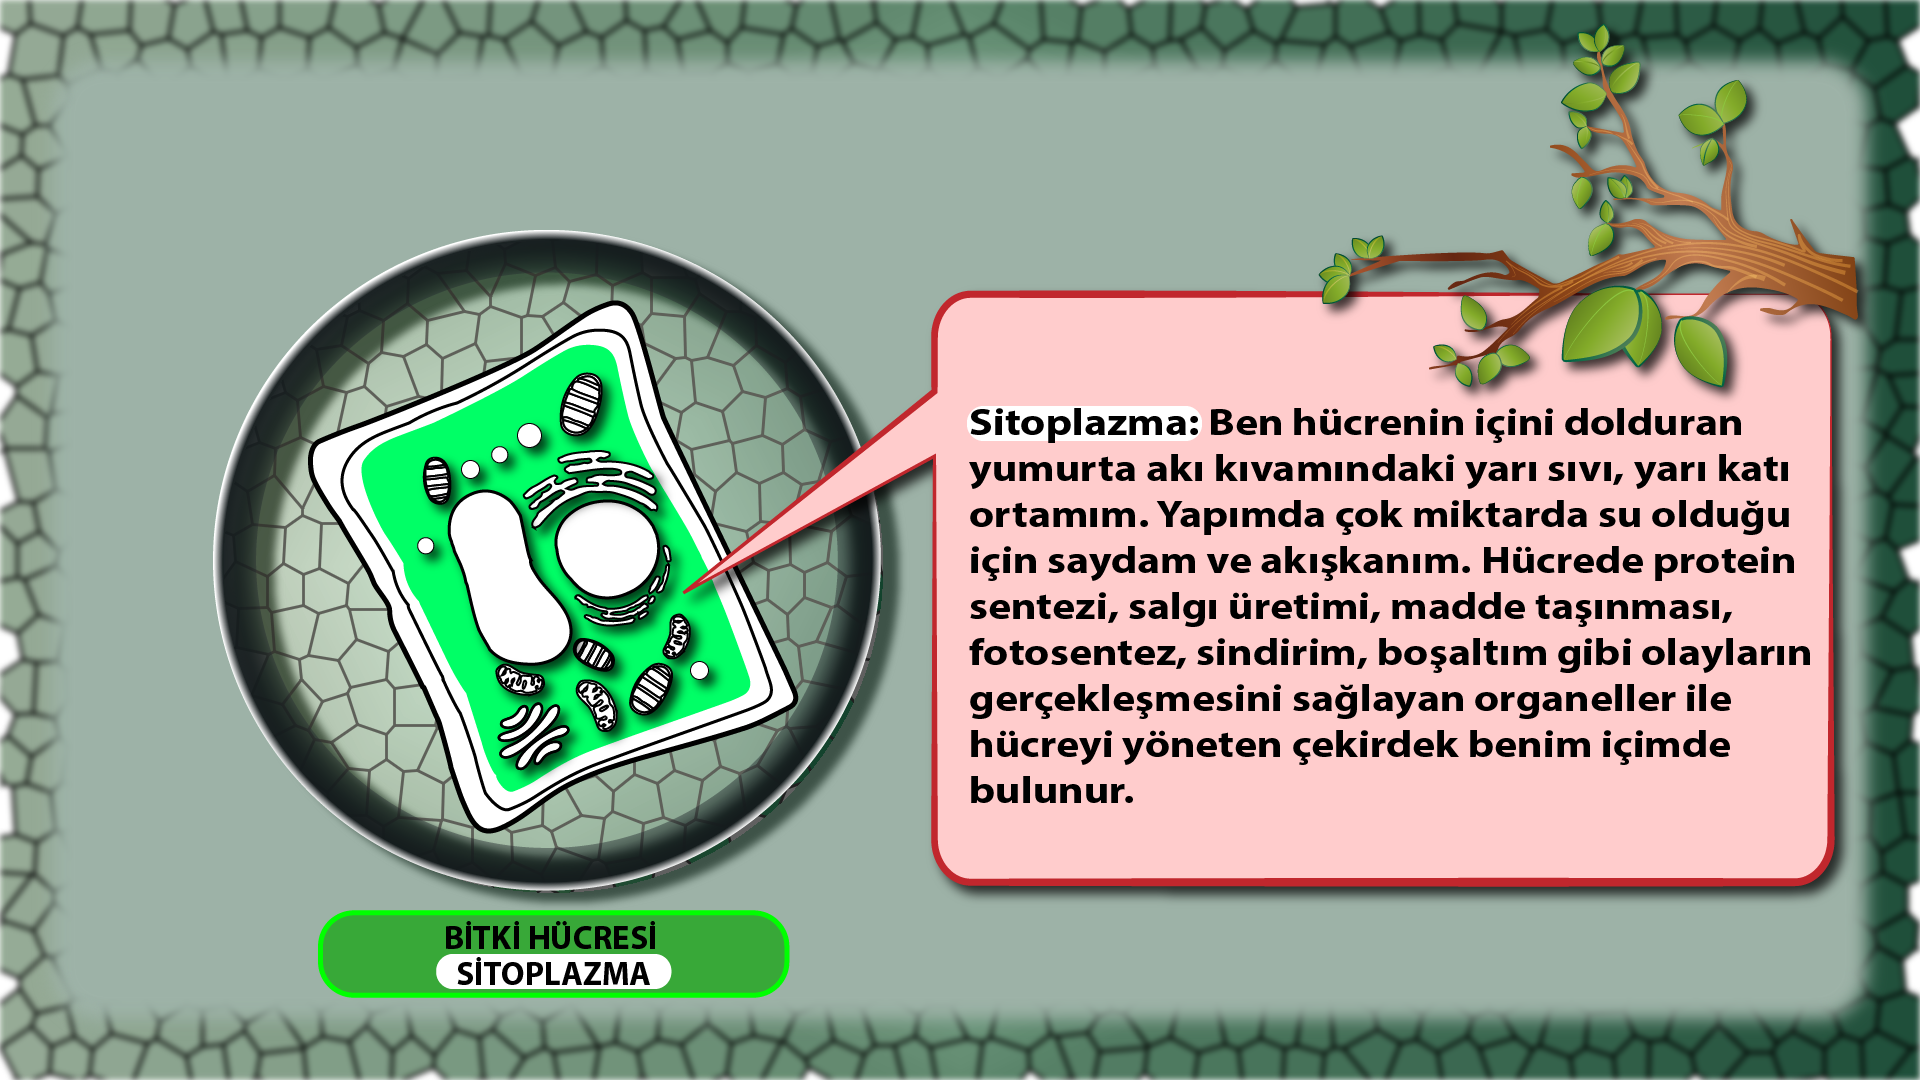 Sitoplazma: Ben hücrenin içini dolduran
yumurta akı kıvamındaki yarı sıvı, yarı katı
ortamım. Yapımda çok miktarda su olduğu
için saydam ve akışkanım. Hücrede protein
sentezi, salgı üretimi, madde taşınması,
fotosentez, sindirim, boşaltım gibi olayların
gerçekleşmesini sağlayan organeller ile
hücreyi yöneten çekirdek benim içimde
bulunur.
BİTKİ HÜCRESİ
SİTOPLAZMA